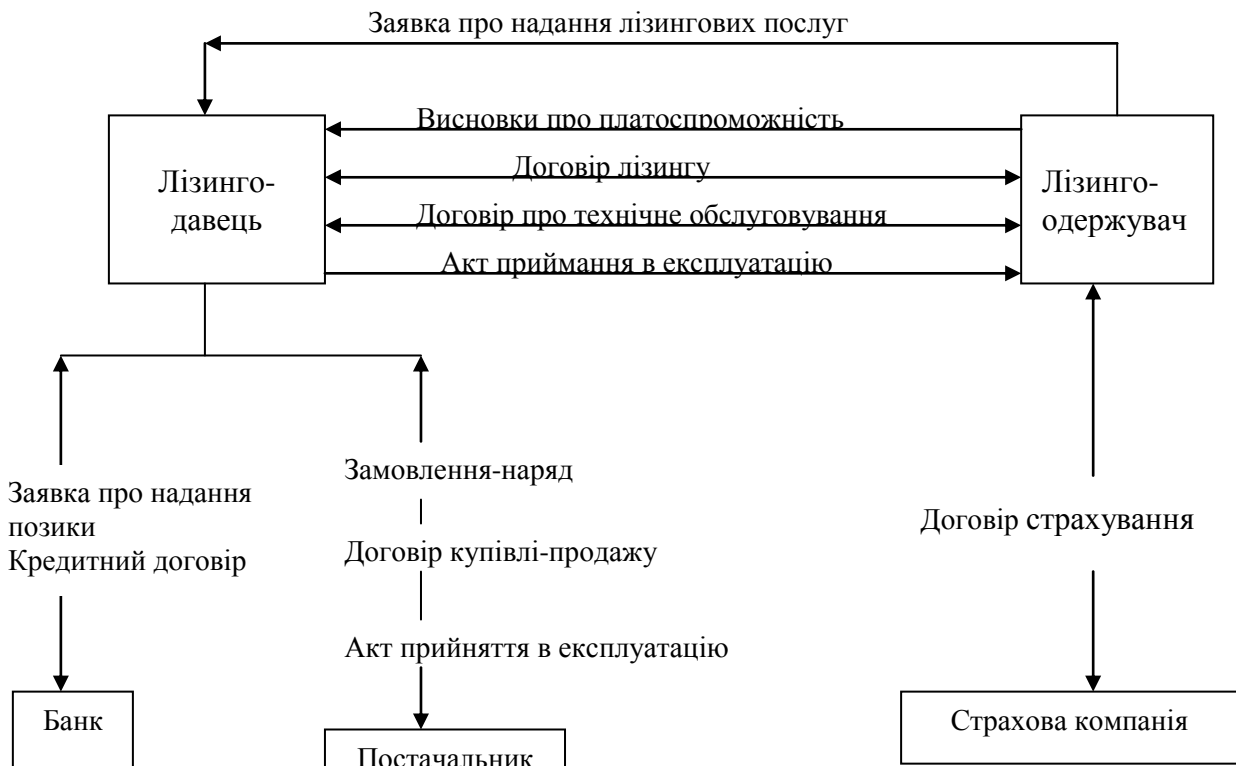 Заявка про надання лізингових послуг
Висновки про платоспроможність
Лізинго-
давець
Договір лізингу
Договір про технічне обслуговування
Акт приймання в експлуатацію
Лізинго-
одержувач
Заявка про надання
позики
Кредитний договір
Замовлення-наряд
Договір купівлі-продажу
Акт прийняття в експлуатацію
Договір страхування
Банк
Постачальник
Страхова компанія